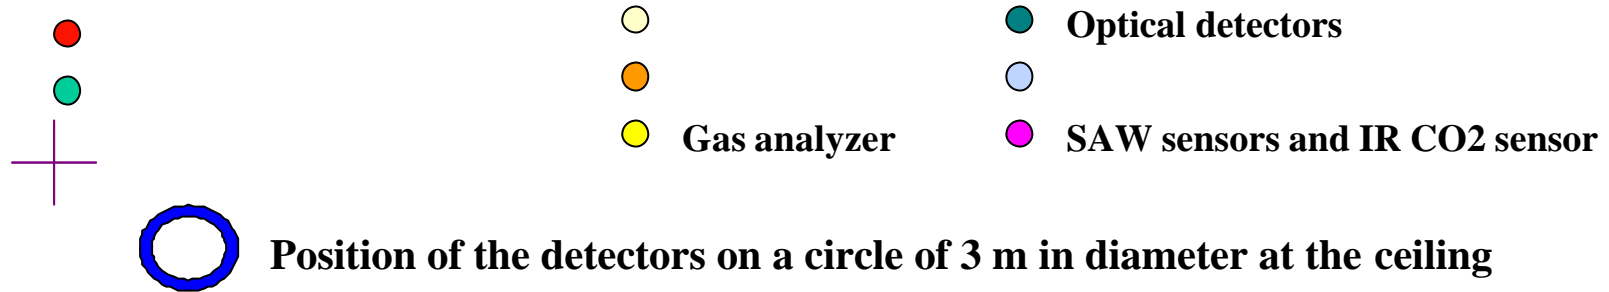 Optical detectors
Gas analyzer
SAW sensors and IR CO2 sensor
Position of the detectors on a circle of 3 m in diameter at the ceiling